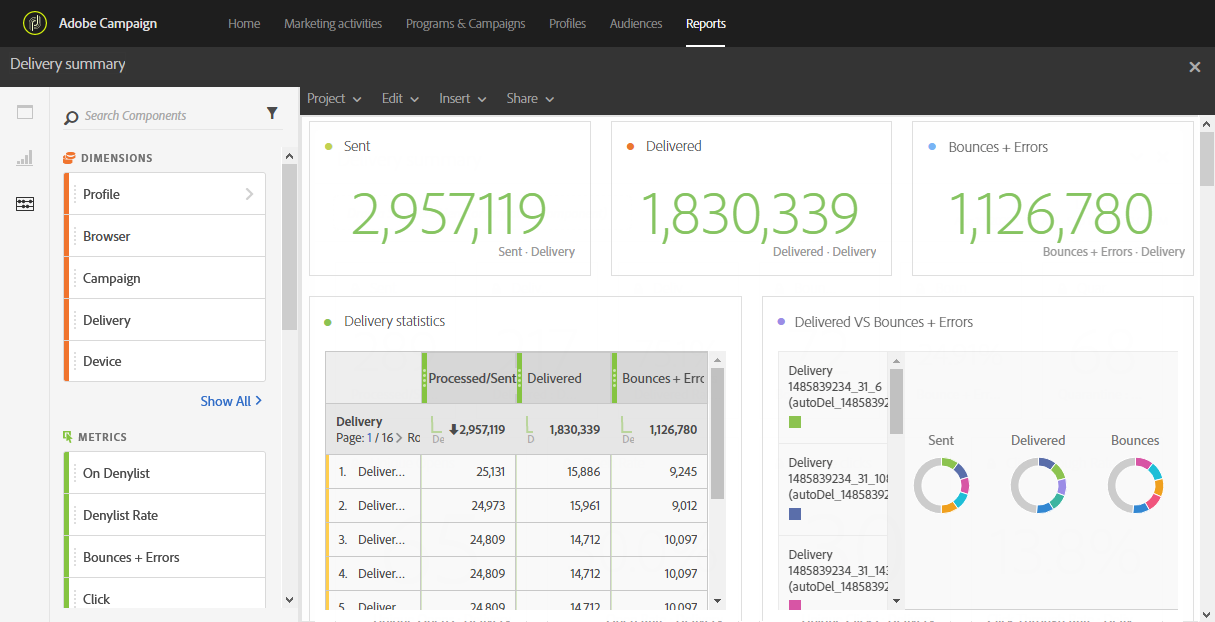 Adobe Campaign
Home Marketing activities Programs & Campaigns Profiles Audiences Reports
Delivery summary
Project Edit Insert Share
Search Components
DIMENSIONS
Profile
Browser
Campaign
Delivery
Device
Show All
METRICS
On Denylist
Denylist Rate
Bounces + Errors
Click
Sent
2,957,119
Sent · Delivery
Delivered
1,830,339
Delivered · Delivery
Bounces + Errors
1,126,780
Bounces + Errors · Delivery
Delivery statistics
Processed/Sent Delivered Bounces + Erro
Delivery
Page: 1 / 16 > Ro
De 2,957,119 D 1,830,339 De 1,126,780
1. Deliver... 25,131 15,886 9,245
2. Deliver... 24,973 15,961 9,012
3. Deliver... 24,809 14,712 10,097
4. Deliver... 24,809 14,712 10,097
5. Deliver 24,809 14,712 10,097
Delivered VS Bounces + Errors
Delivery
1485839234_31_6
(autoDel_14858392
Delivery
1485839234_31_108
(autoDel_14858392
Delivery
1485839234_31_143
(autoDel_14858392
Sent Delivered Bounces